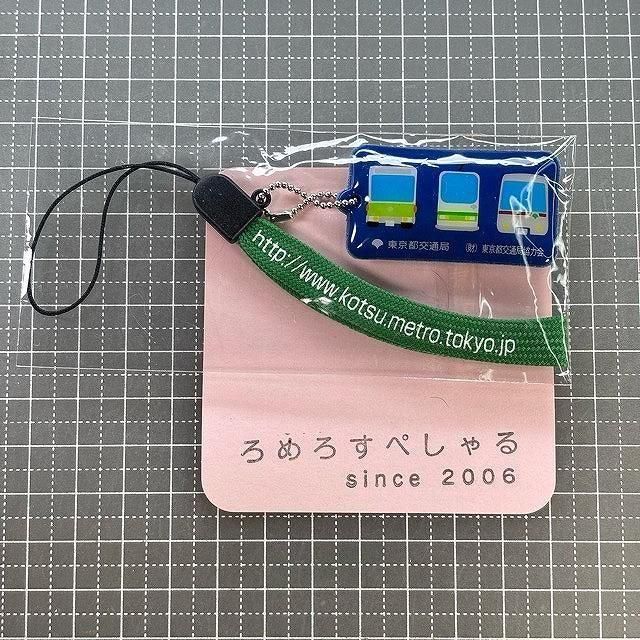 東京都交通局 (財)東京都交通局協力会
http://www.kotsu.metro.tokyo.jp
ろめろすぺしゃる
since 2006